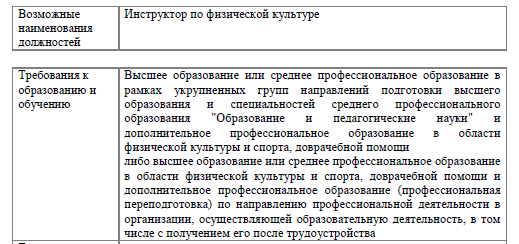 Возможные
наименования
должностей
Инструктор по физической культуре
Требования к
образованию и
обучению
Высшее образование или среднее профессиональное образование в
рамках укрупненных групп направлений подготовки высшего
образования и специальностей среднего профессионального
образования "Образование и педагогические науки" и
дополнительное профессиональное образование в области
физической культуры и спорта, доврачебной помощи
либо высшее образование или среднее профессиональное образование
в области физической культуры и спорта, доврачебной помощи и
дополнительное профессиональное образование (профессиональная
переподготовка) по направлению профессиональной деятельности в
организации, осуществляющей образовательную деятельность, в том
числе с получением его после трудоустройства